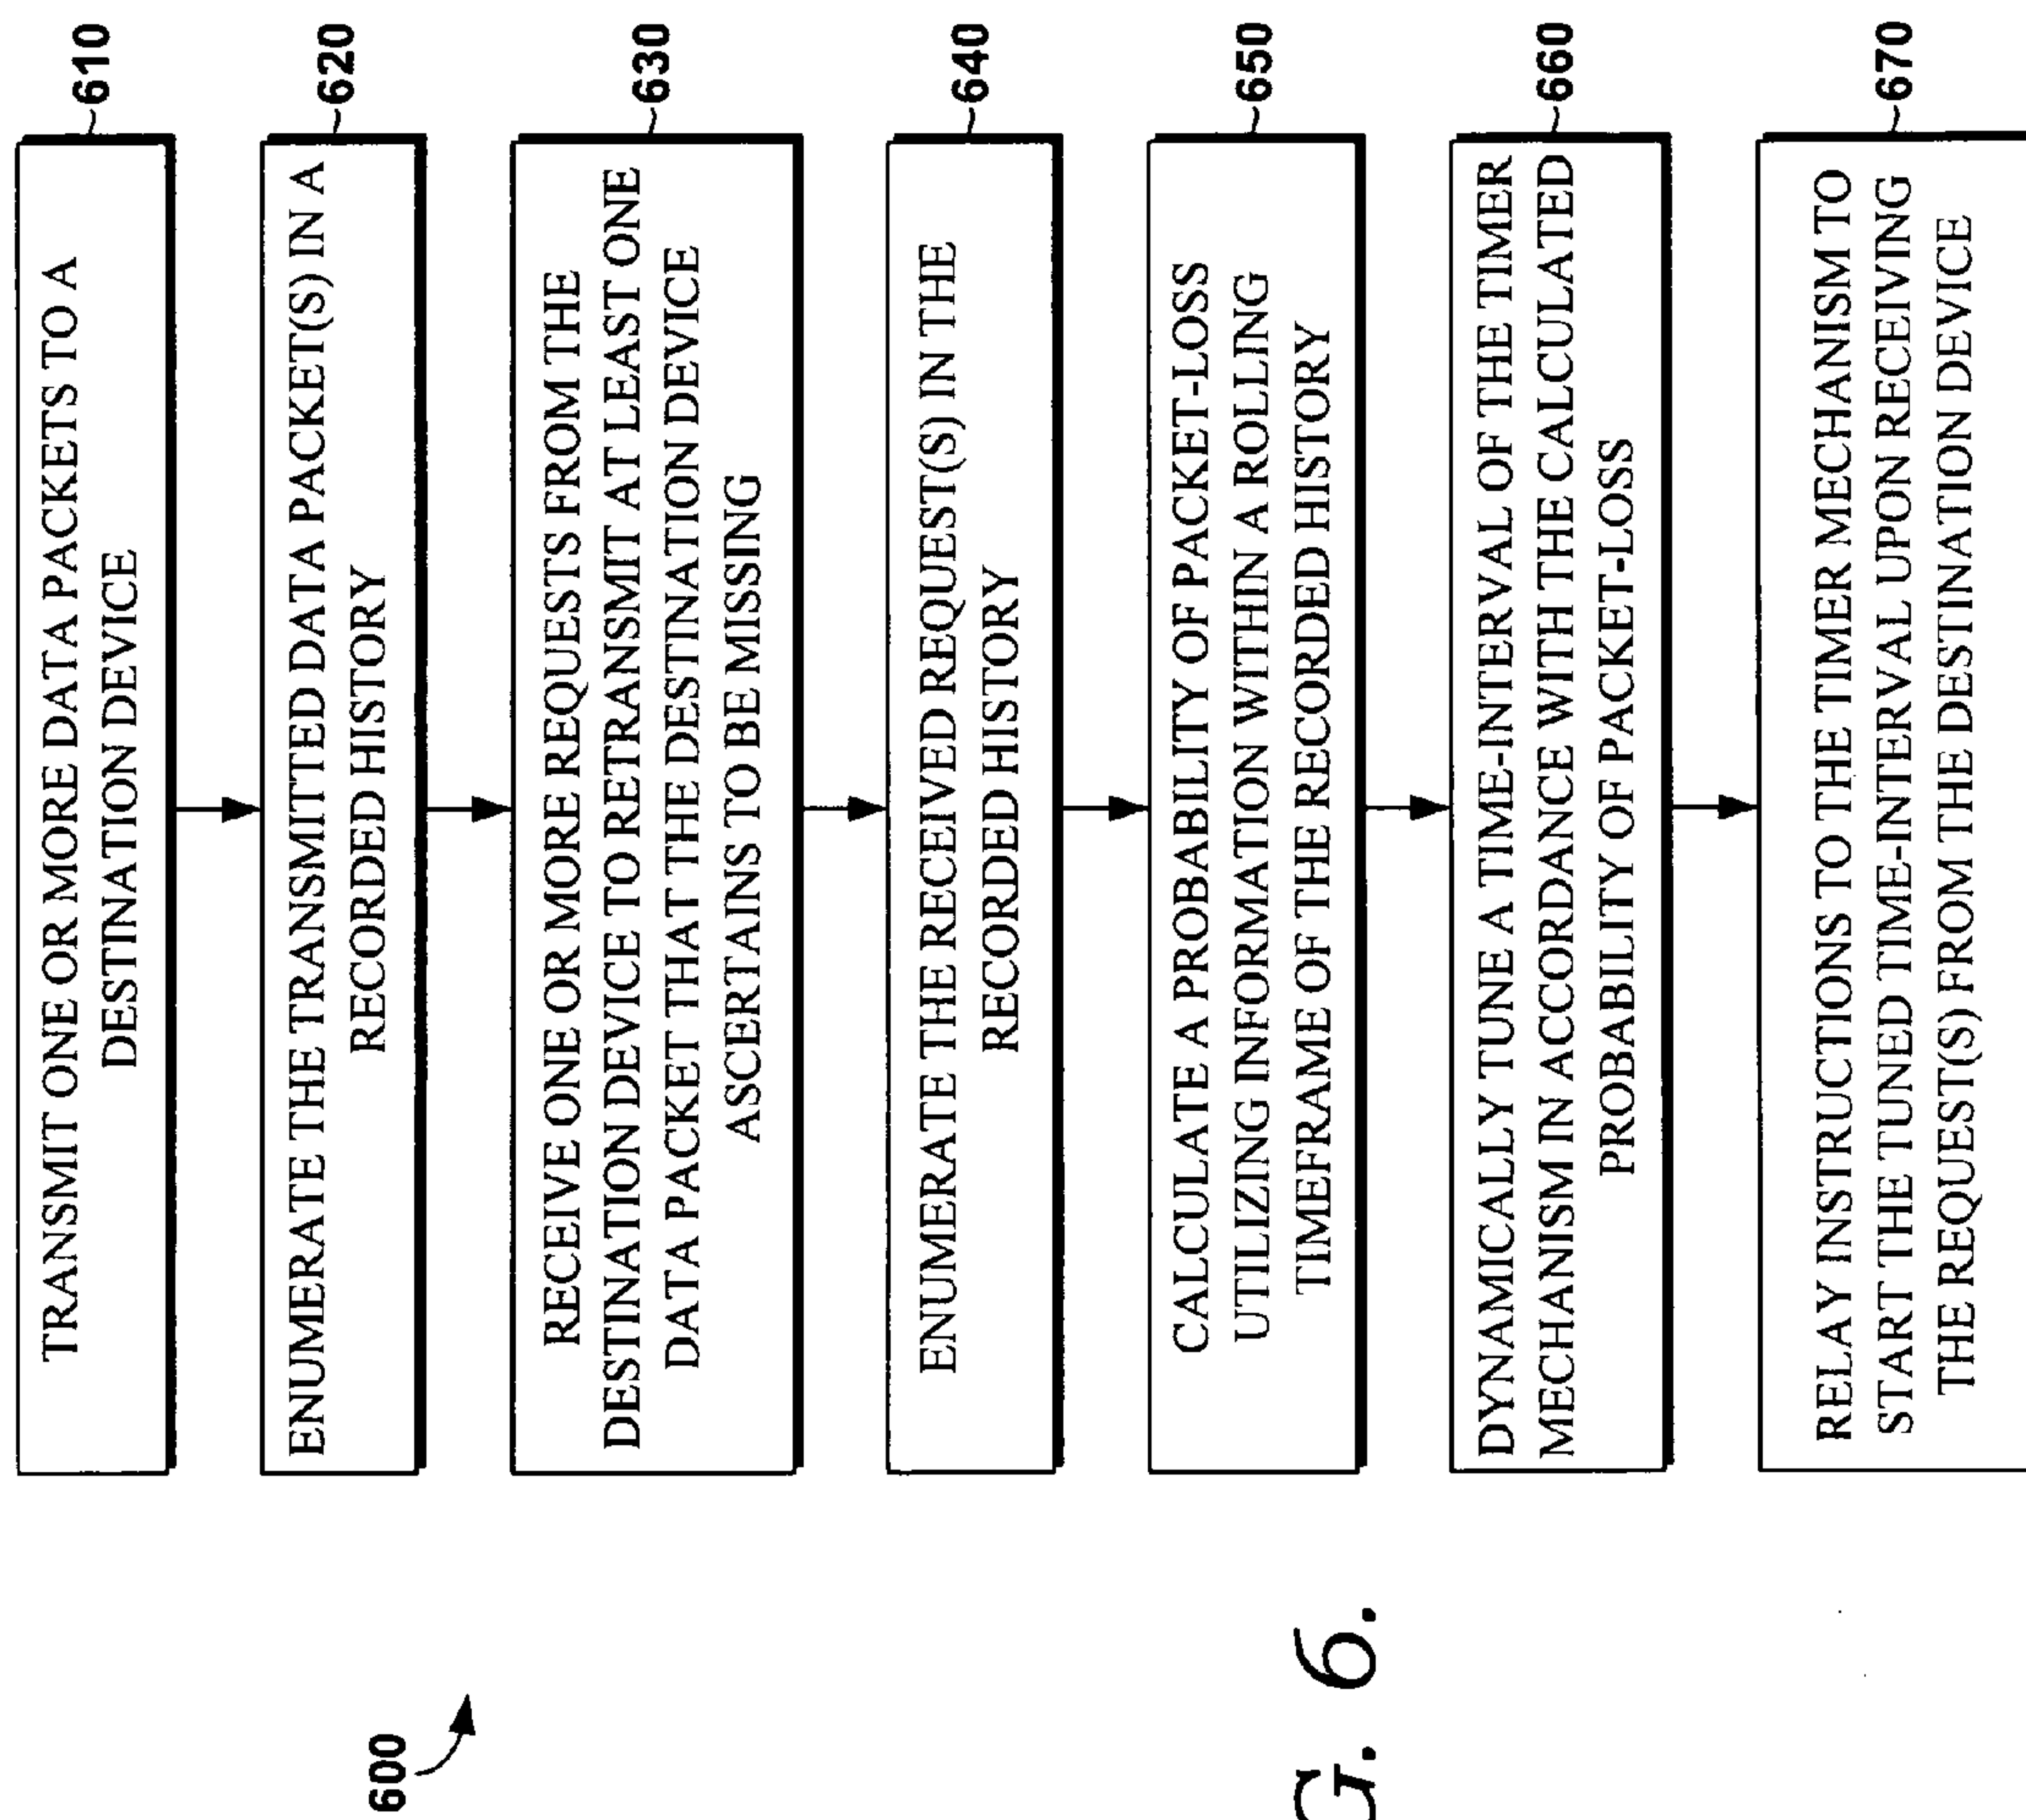 600
TRANSMIT ONE OR MORE DATA PACKETS TO A
DESTINATION DEVICE
610
ENUMERATE THE TRANSMITTED DATA PACKET(S) IN A
RECORDED HISTORY
620
RECEIVE ONE OR MORE REQUESTS FROM THE
DESTINATION DEVICE TO RETRANSMIT AT LEAST ONE
DATA PACKET THAT THE DESTINATION DEVICE
ASCERTAINS TO BE MISSING
630
ENUMERATE THE RECEIVED REQUEST(S) IN THE
RECORDED HISTORY
640
CALCULATE A PROBABILITY OF PACKET-LOSS
UTILIZING INFORMATION WITHIN A ROLLING
TIMEFRAME OF THE RECORDED HISTORY
650
DYNAMICALLY TUNE A TIME-INTERVAL OF THE TIMER
MECHANISM IN ACCORDANCE WITH THE CALCULATED
PROBABILITY OF PACKET-LOSS
660
RELAY INSTRUCTIONS TO THE TIMER MECHANISM TO
START THE TUNED TIME-INTERVAL UPON RECEIVING
THE REQUEST(S) FROM THE DESTINATION DEVICE
670
G. 6.